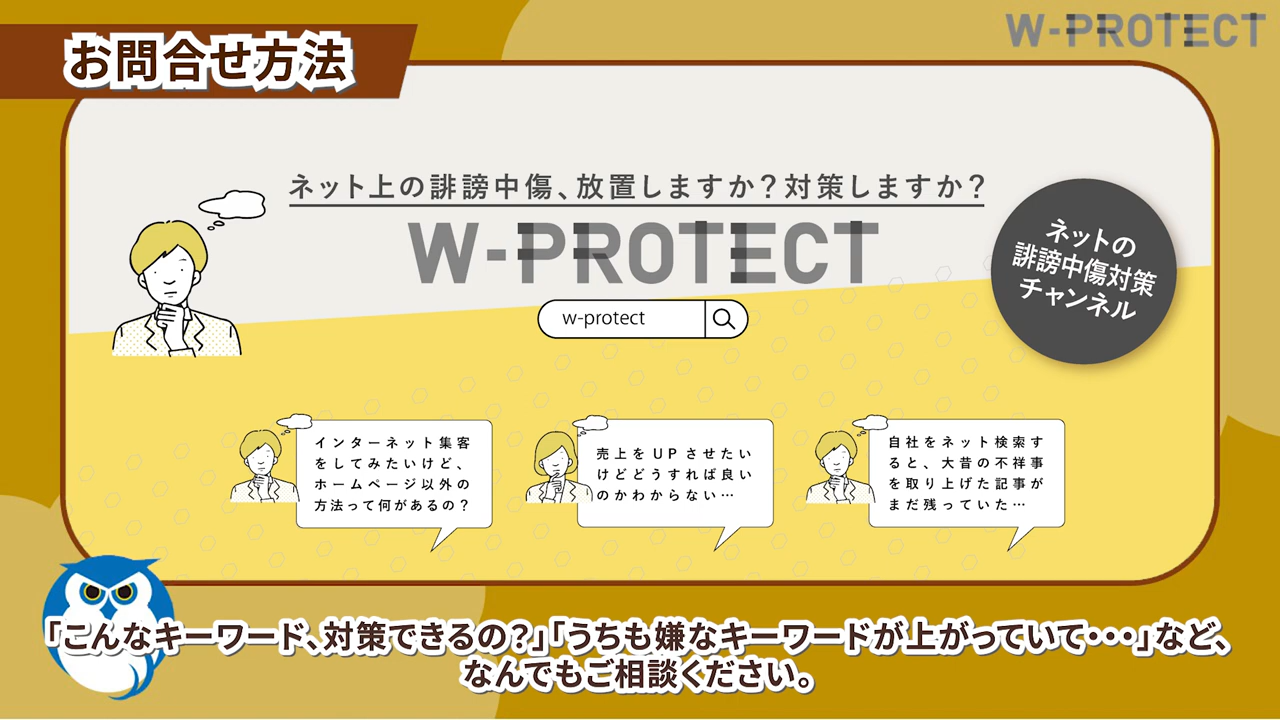 お問合せ方法
W-PROTECT
ネット上の誹謗中傷、放置しますか？対策しますか？
W-PROTECT
w-protect
ネットの
誹謗中傷対策
チャンネル
インターネット集客
をしてみたいけど、
ホームページ以外の
方法って何があるの？
売上をUPさせたい
けどどうすれば良い
のかわからない…
自社をネット検索す
ると、大昔の不祥事
を取り上げた記事が
まだ残っていた…
「こんなキーワード、対策できるの？」「うちも嫌なキーワードが上がっていて・・・」など、
なんでもご相談ください。